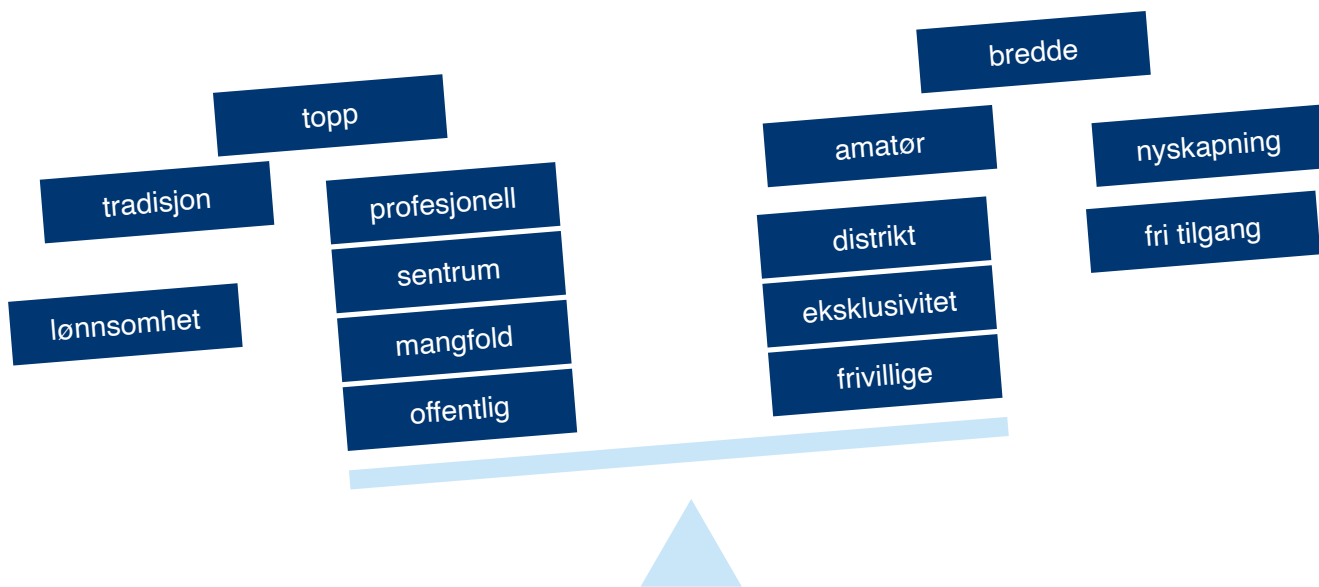 topp
tradisjon
profesjonell
sentrum
lønnsomhet
mangfold
offentlig
bredde
amatør
nyskapning
distrikt
fri tilgang
eksklusivitet
frivillige